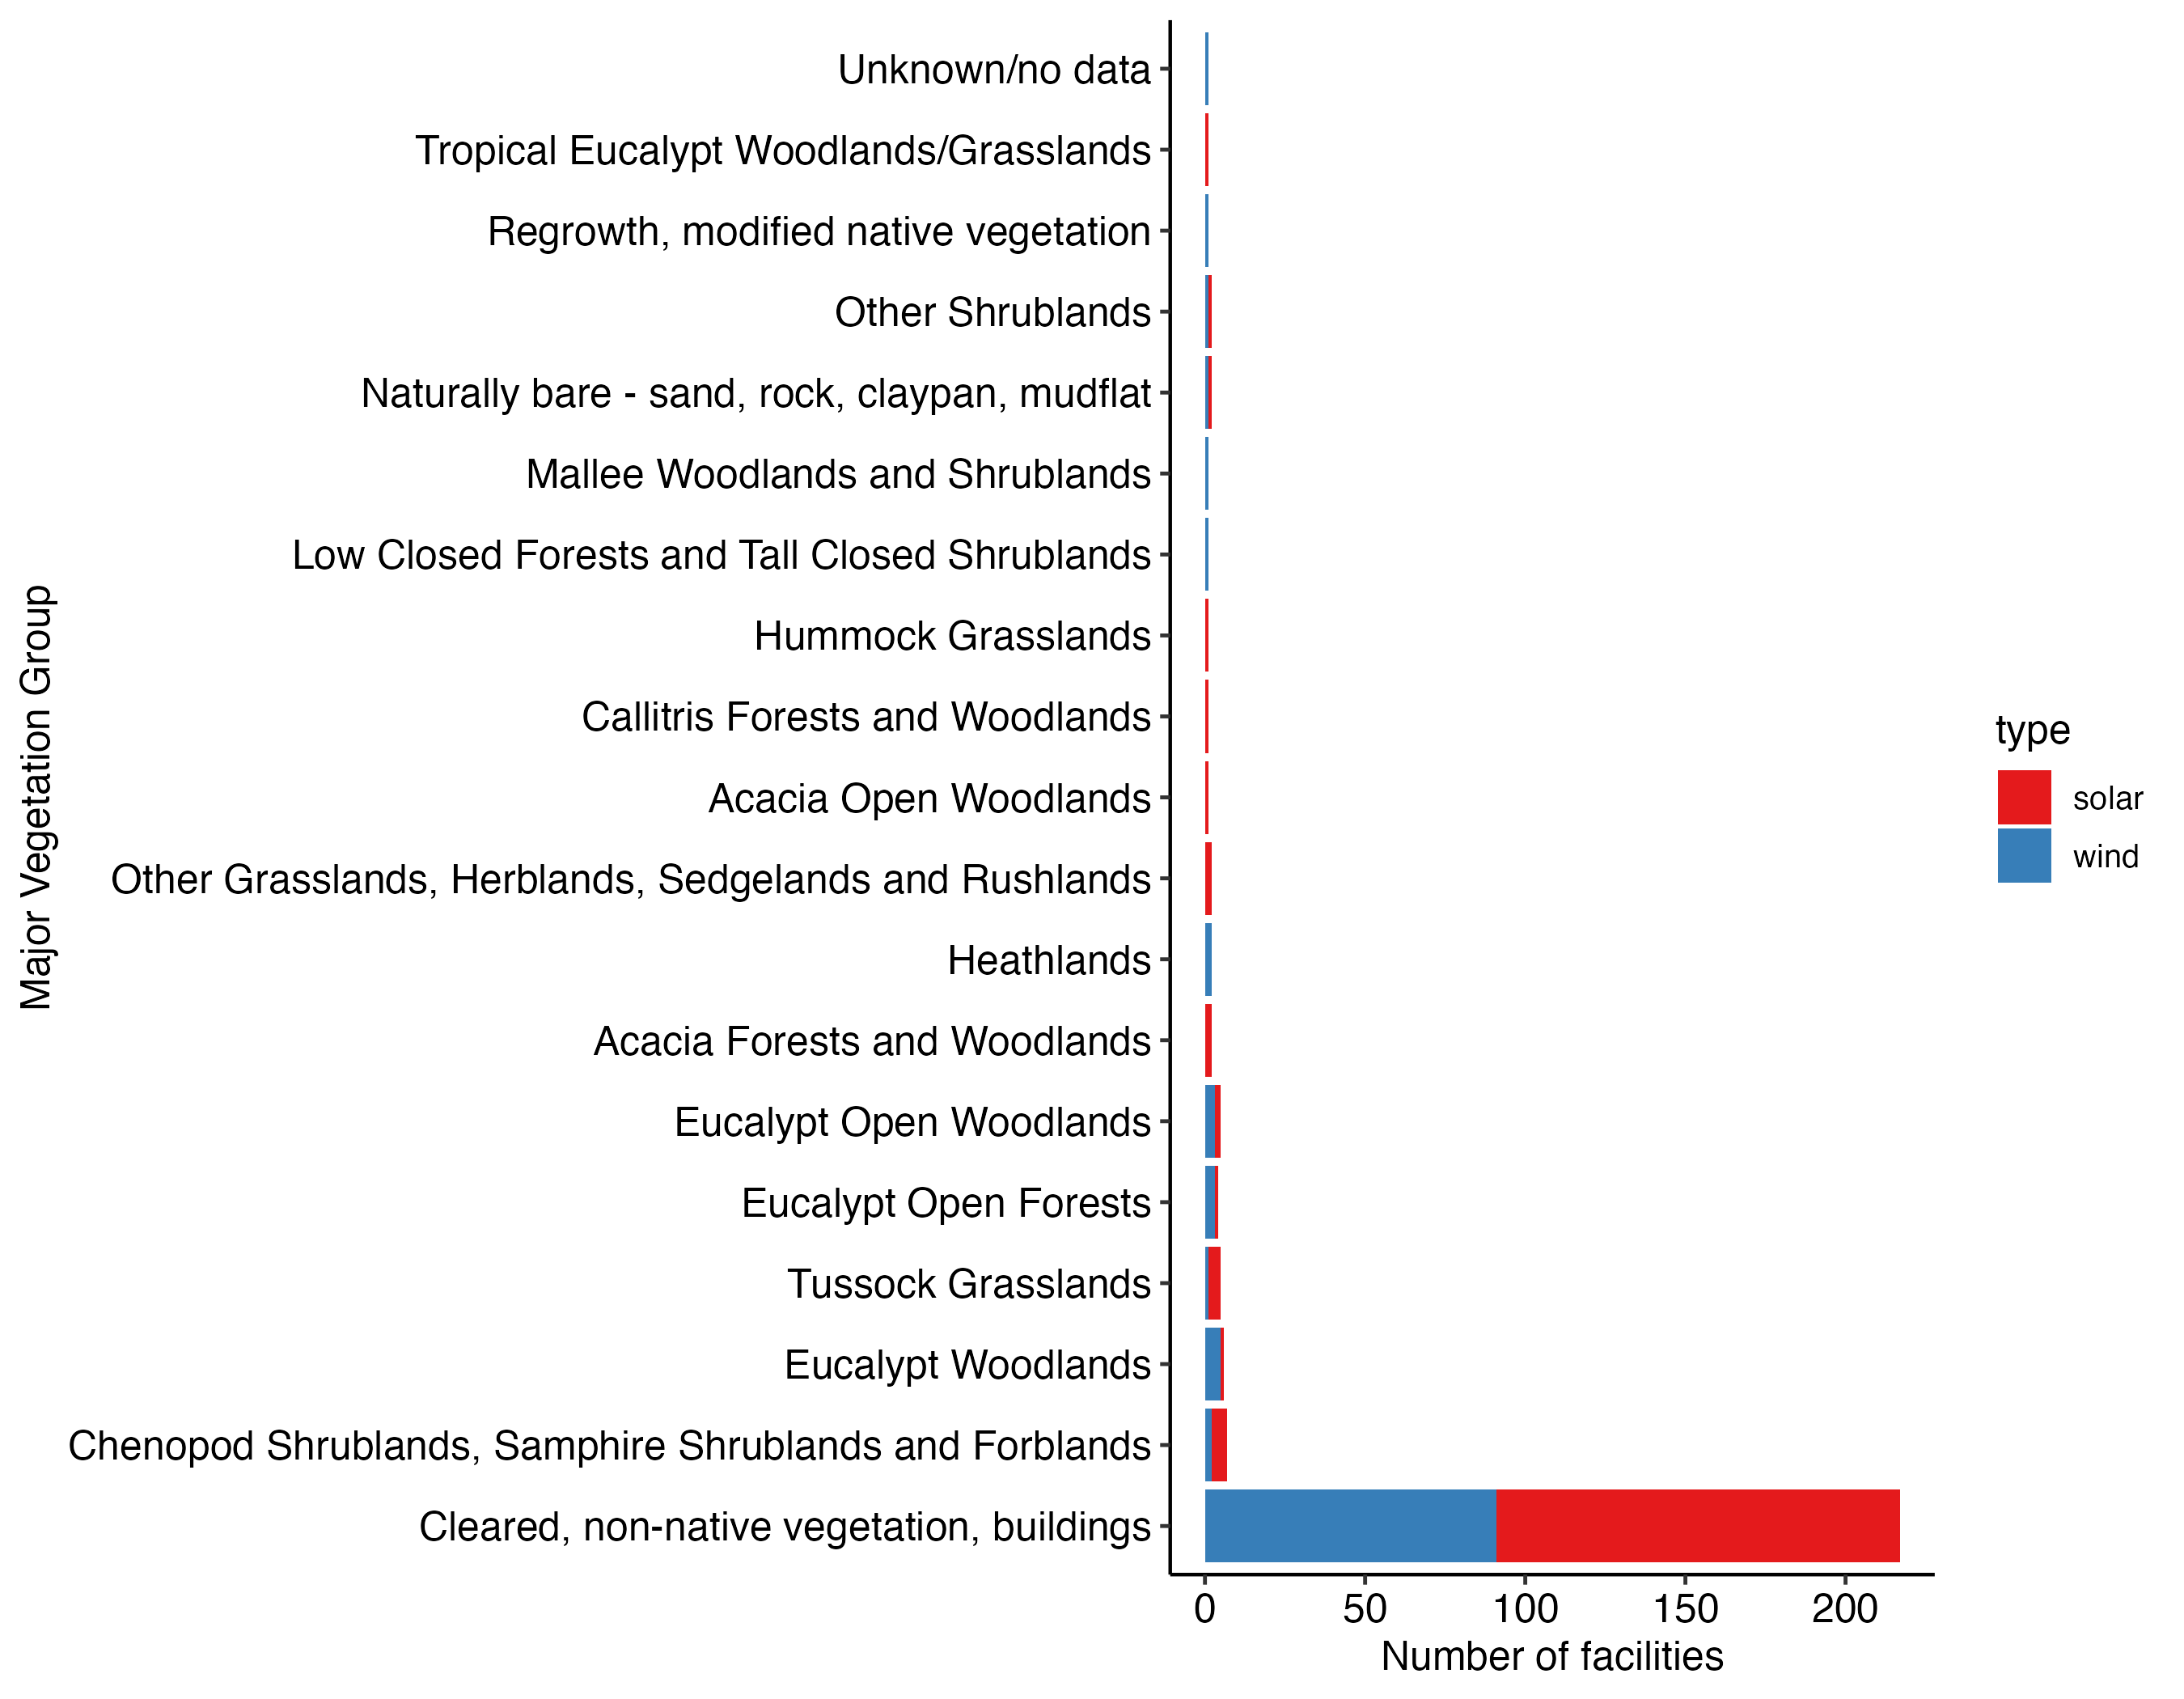 Unknown/no data
Tropical Eucalypt Woodlands/Grasslands
Regrowth, modified native vegetation
Other Shrublands
Naturally bare - sand, rock, claypan, mudflat
Mallee Woodlands and Shrublands
Low Closed Forests and Tall Closed Shrublands
Hummock Grasslands
Callitris Forests and Woodlands
Acacia Open Woodlands
Other Grasslands, Herblands, Sedgelands and Rushlands
Heathlands
Acacia Forests and Woodlands
Eucalypt Open Woodlands
Eucalypt Open Forests
Tussock Grasslands
Eucalypt Woodlands
Chenopod Shrublands, Samphire Shrublands and Forblands
Cleared, non-native vegetation, buildings
Major Vegetation Group
0 50 100 150 200
Number of facilities
type
solar
wind